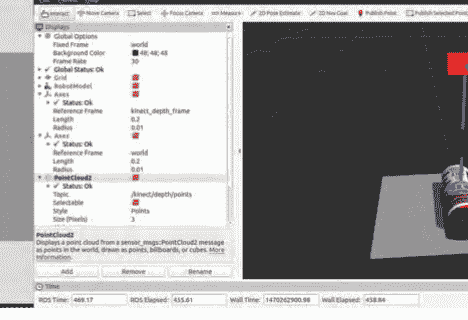 Interact Move Camera Select Focus Camera Measure 2D Pose Estimate 2D Nav Goal Publish Point Publish Selected Points
Displays
Global Options
Fixed Frame world
Background Color 48; 48; 48
Frame Rate 30
Global Status: Ok
Grid
RobotModel
Axes
Status: Ok
Reference Frame kinect_depth_frame
Length 0.2
Radius 0.01
Axes
Status: Ok
Reference Frame world
Length 0.2
Radius 0.01
PointCloud2
Status: Ok
Topic /kinect/depth/points
Selectable
Style Points
Size (Pixels) 3
PointCloud2
Displays a point cloud from a sensor_msgs::PointCloud2 message
as points in the world, drawn as points, billboards, or cubes. More
Information.
Add Remove Rename
Time
ROS Time: 469.17 ROS Elapsed: 455.61 Wall Time: 1470262900.98 Wall Elapsed: 458.84